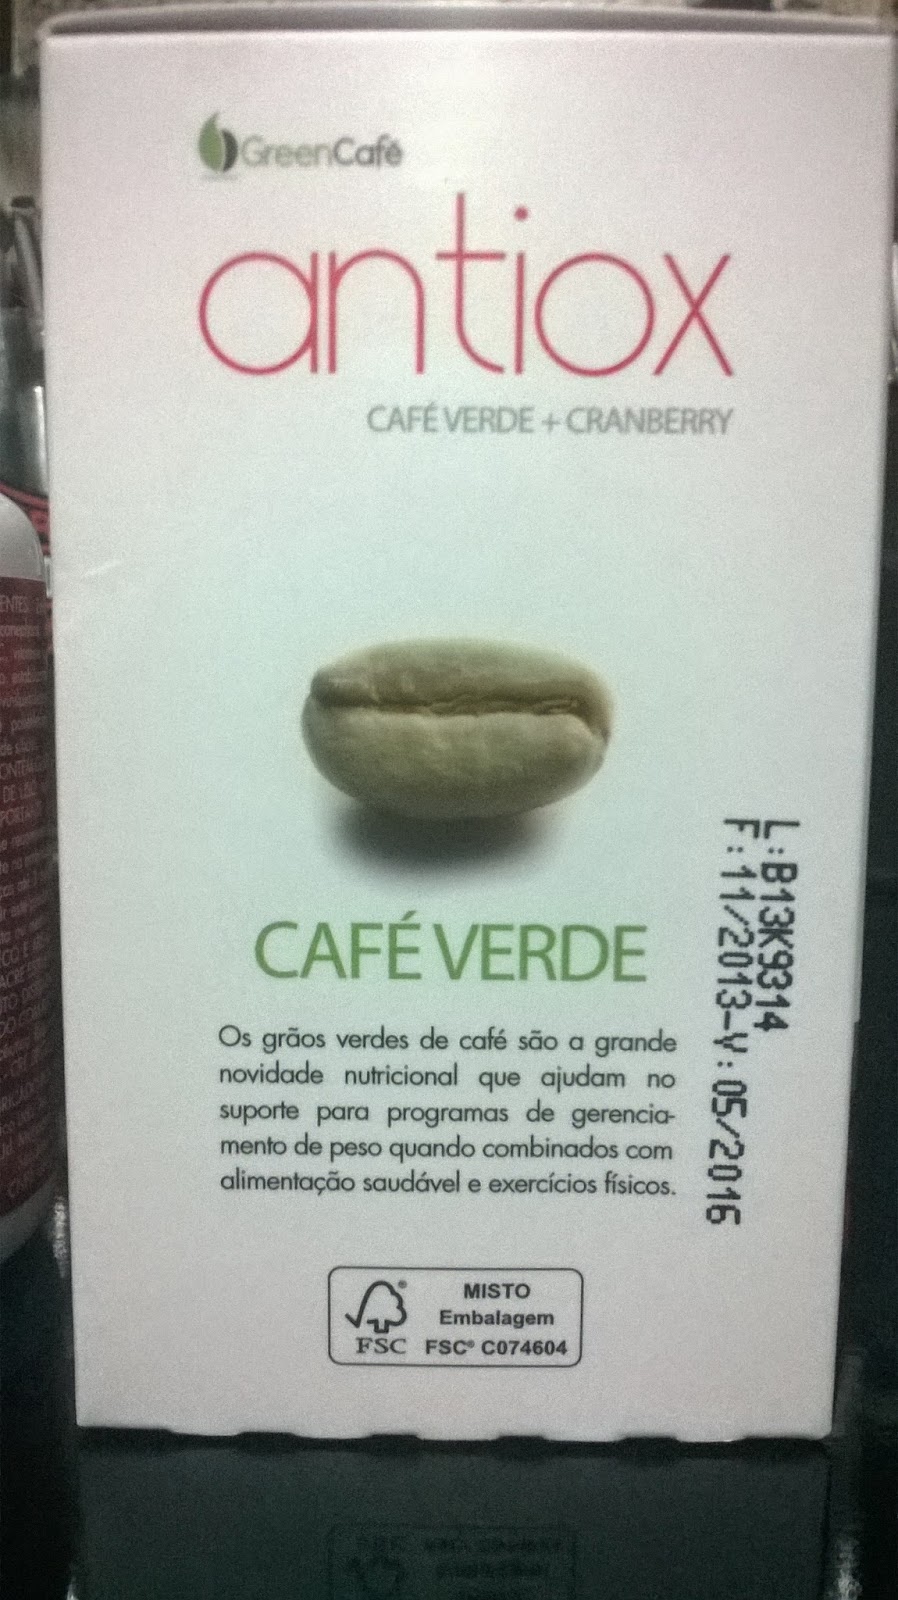 GreenCafé
antiox
CAFÉ VERDE + CRANBERRY
CAFÉ VERDE
Os grãos verdes de café são a grande
novidade nutricional que ajudam no
suporte para programas de gerencia-
mento de peso quando combinados com
alimentação saudável e exercícios físicos.
L:B13K9314
F:11/2013-V:05/2016
MISTO
Embalagem
FSC FSC® C074604